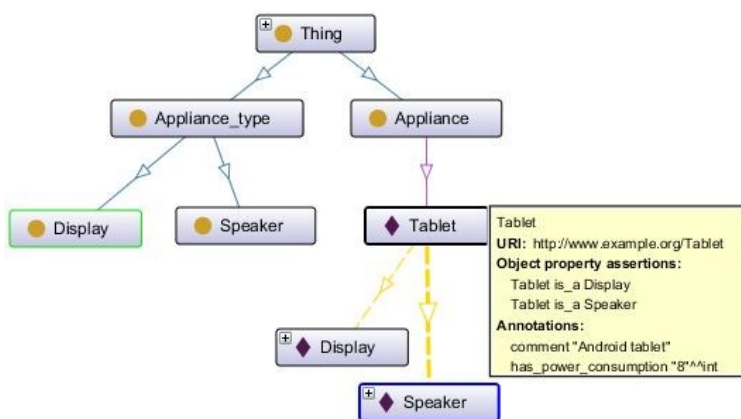 Thing
Appliance_type
Appliance
Display
Speaker
Tablet
Tablet
URI: http://www.example.org/Tablet
Object property assertions:
Tablet is_a Display
Tablet is_a Speaker
Annotations:
comment "Android tablet"
has_power_consumption "8"^^int
Display
Speaker